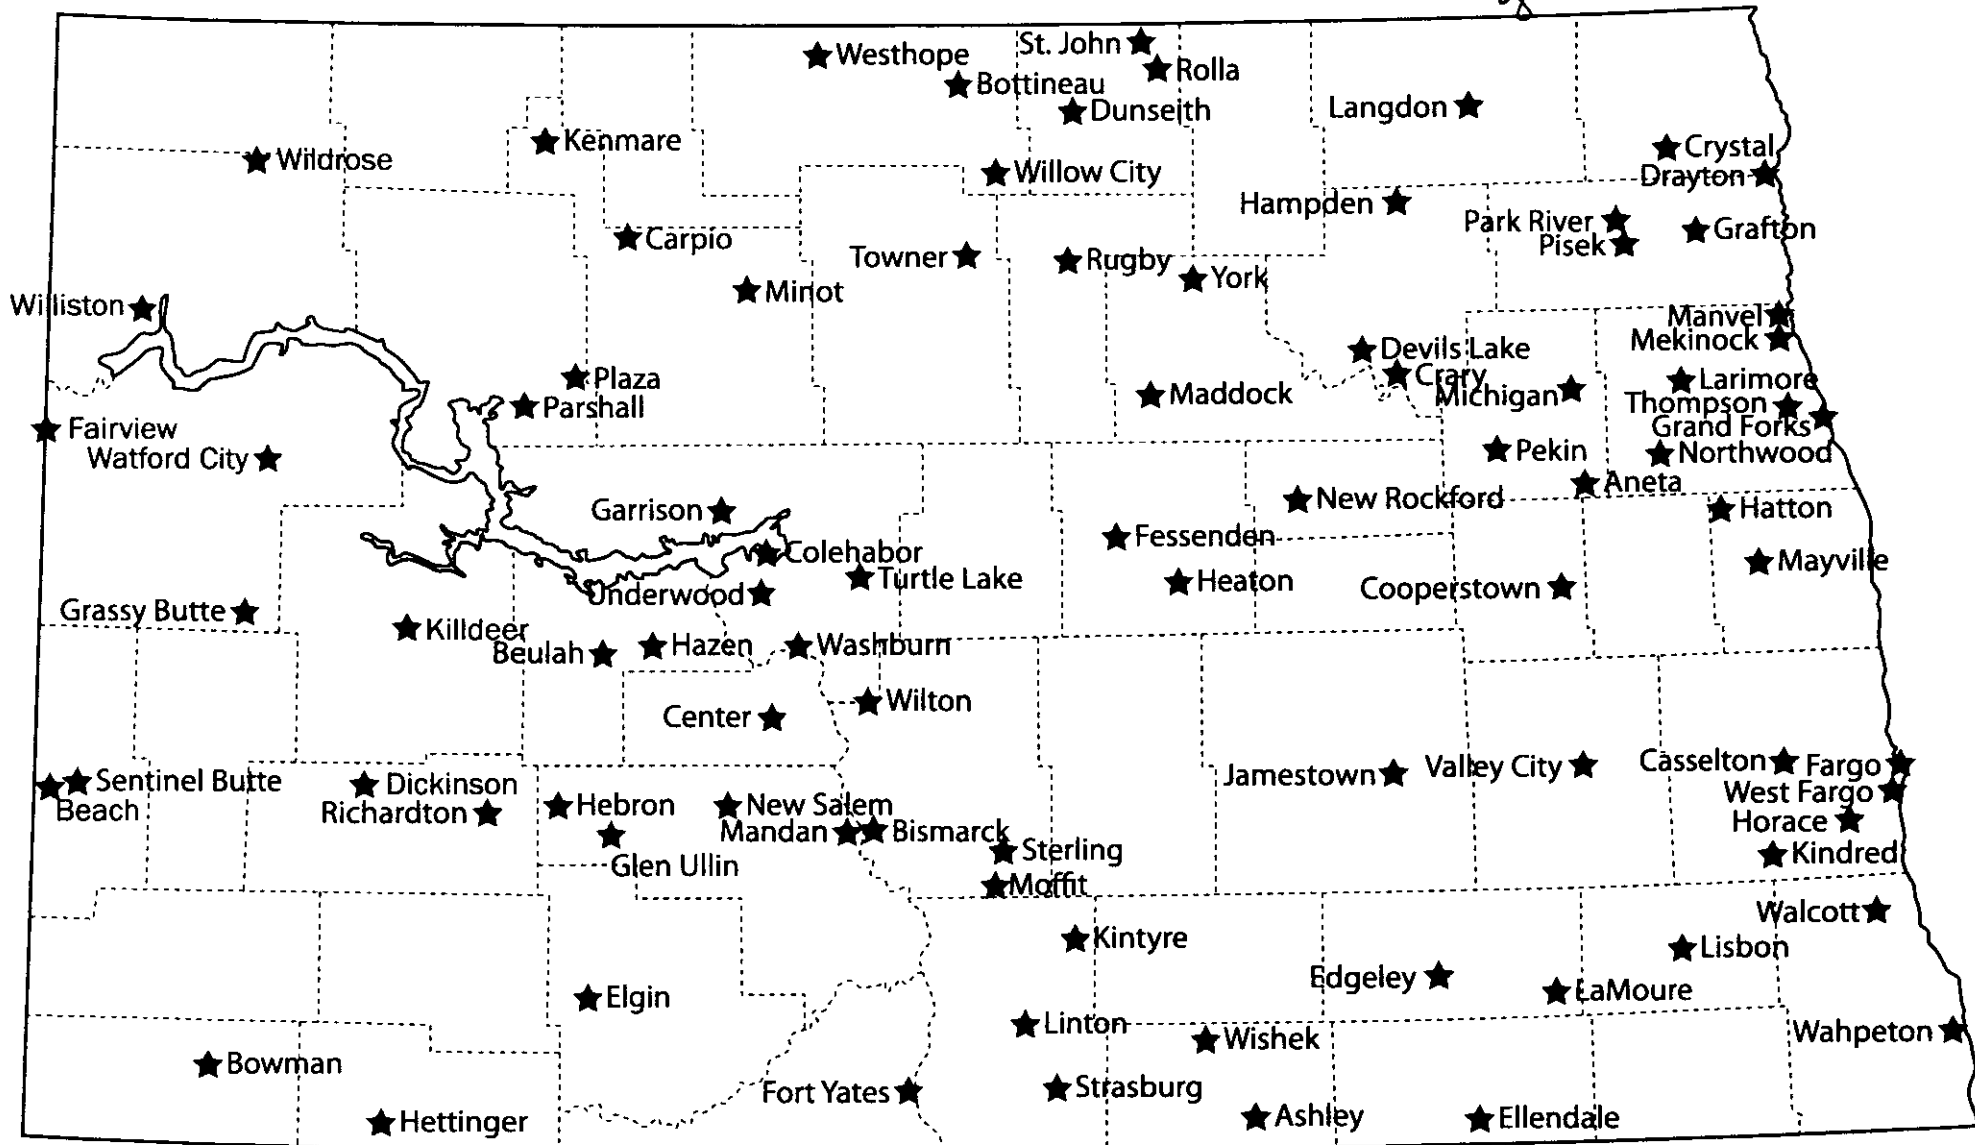 St. John
Westhope
Rolla
Bottineau
Langdon
Dunseith
Kenmare
Crystal
Wildrose
Willow City
Drayton
Hampden
Park River
Grafton
Carpio
Pisek
Towner
Rugby
York
Minot
Williston
Manvel
Mekinock
Devils Lake
Crary
Plaza
Larimore
Michigan
Maddock
Parshall
Thompson
Grand Forks
Fairview
Pekin
Northwood
Watford City
Aneta
New Rockford
Hatton
Garrison
Fessenden
Colehabor
Mayville
Turtle Lake
Heaton
Cooperstown
Underwood
Grassy Butte
Killdeer
Beulah
Hazen
Washburn
Wilton
Center
Casselton
Fargo
Valley City
Jamestown
Sentinel Butte
Dickinson
West Fargo
Beach
Richardton
Hebron
New Salem
Horace
Mandan
Bismarck
Sterling
Kindred
Glen Ullin
Moffit
Walcott
Kintyre
Lisbon
Edgeley
LaMoure
Elgin
Linton
Wahpeton
Wishek
Bowman
Fort Yates
Strasburg
Ashley
Ellendale
Hettinger